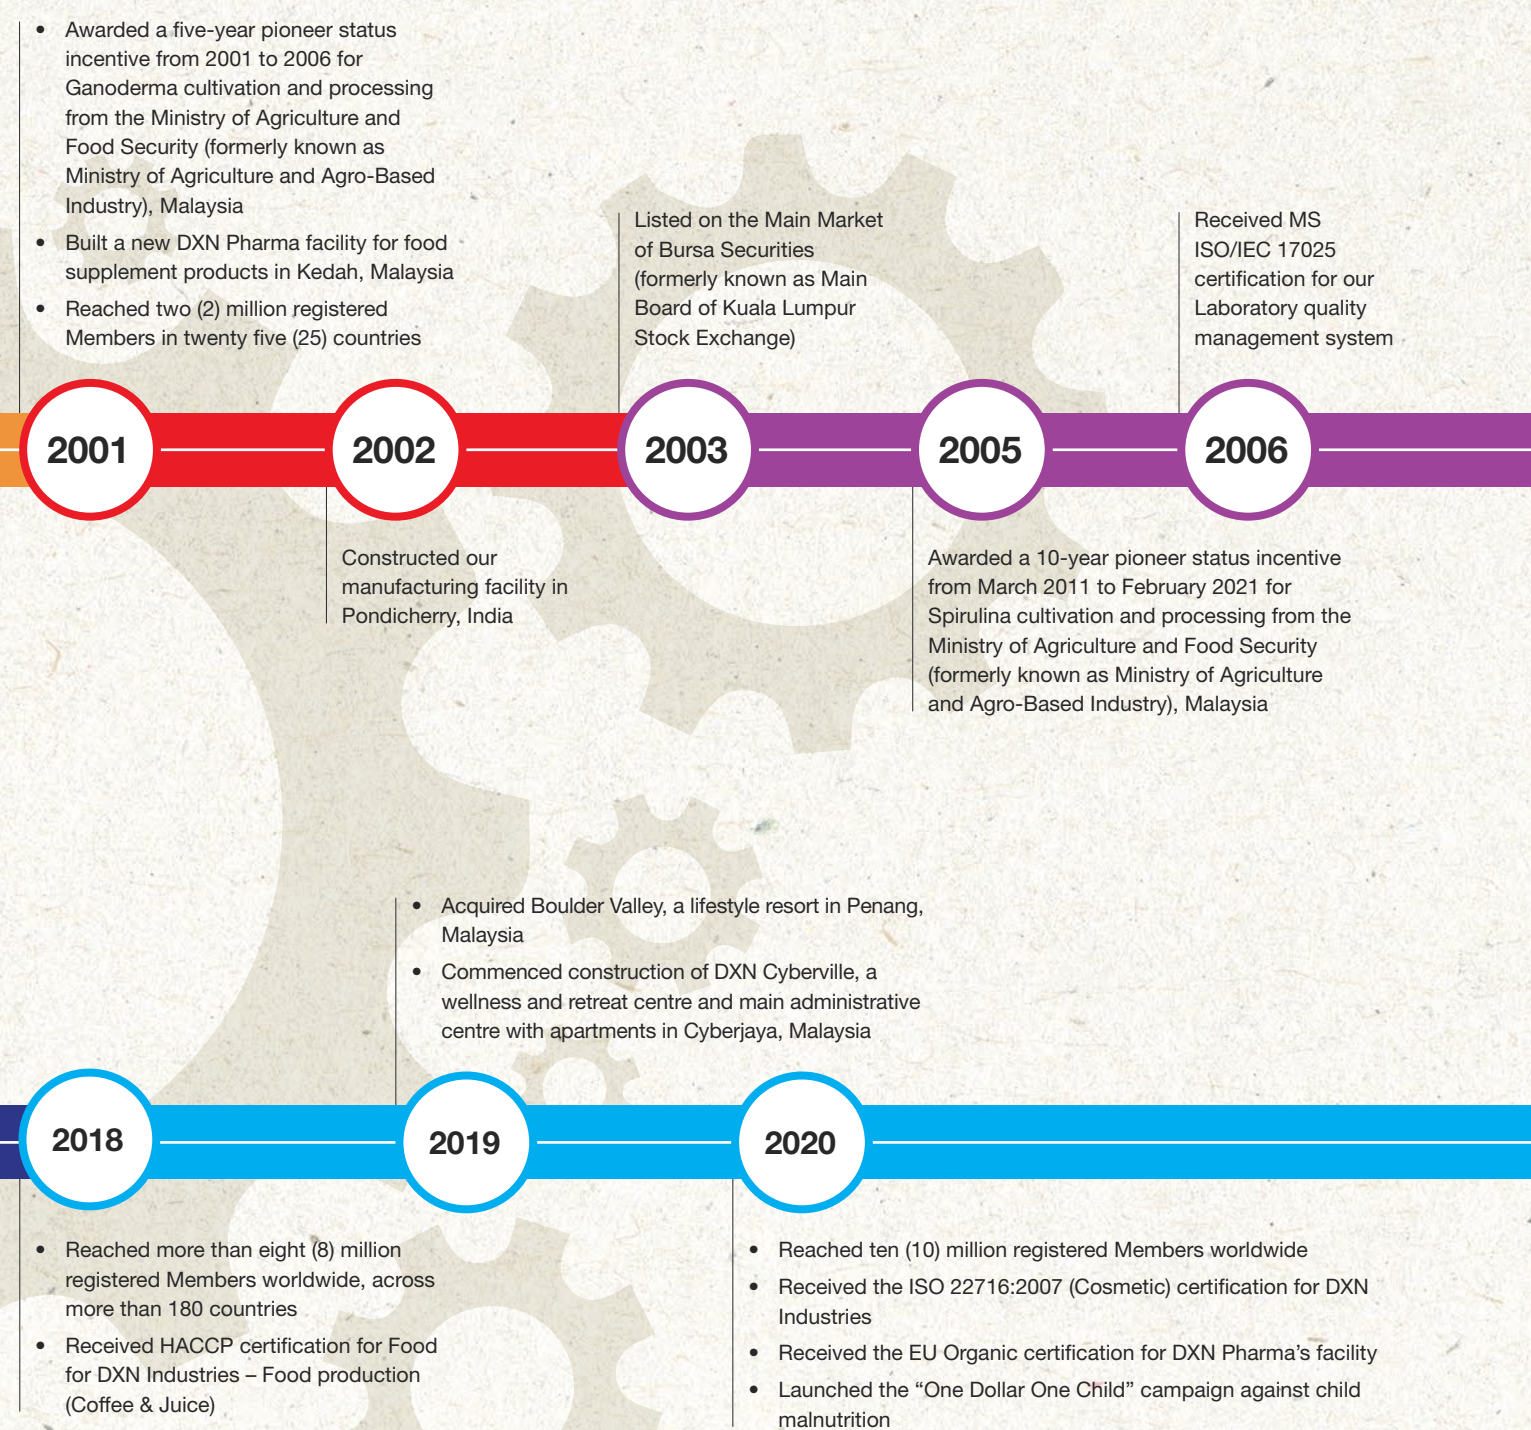 • Awarded a five-year pioneer status
incentive from 2001 to 2006 for
Ganoderma cultivation and processing
from the Ministry of Agriculture and
Food Security (formerly known as
Ministry of Agriculture and Agro-Based
Industry), Malaysia
• Built a new DXN Pharma facility for food
supplement products in Kedah, Malaysia
• Reached two (2) million registered
Members in twenty five (25) countries
Listed on the Main Market
of Bursa Securities
(formerly known as Main
Board of Kuala Lumpur
Stock Exchange)
Received MS
ISO/IEC 17025
certification for our
Laboratory quality
management system
2001
2002
2003
2005
2006
Constructed our
manufacturing facility in
Pondicherry, India
Awarded a 10-year pioneer status incentive
from March 2011 to February 2021 for
Spirulina cultivation and processing from the
Ministry of Agriculture and Food Security
(formerly known as Ministry of Agriculture
and Agro-Based Industry), Malaysia
• Acquired Boulder Valley, a lifestyle resort in Penang,
Malaysia
• Commenced construction of DXN Cyberville, a
wellness and retreat centre and main administrative
centre with apartments in Cyberjaya, Malaysia
2018
2019
2020
• Reached more than eight (8) million
registered Members worldwide, across
more than 180 countries
• Received HACCP certification for Food
for DXN Industries – Food production
(Coffee & Juice)
• Reached ten (10) million registered Members worldwide
• Received the ISO 22716:2007 (Cosmetic) certification for DXN
Industries
• Received the EU Organic certification for DXN Pharma’s facility
• Launched the “One Dollar One Child” campaign against child
malnutrition